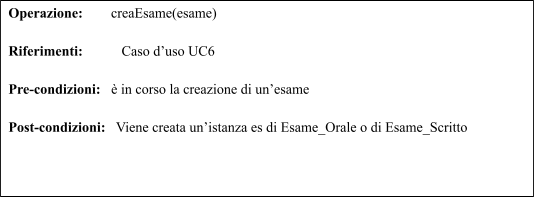 Operazione: creaEsame(esame)
Riferimenti: Caso d’uso UC6
Pre-condizioni: è in corso la creazione di un’esame
Post-condizioni: Viene creata un’istanza es di Esame_Orale o di Esame_Scritto